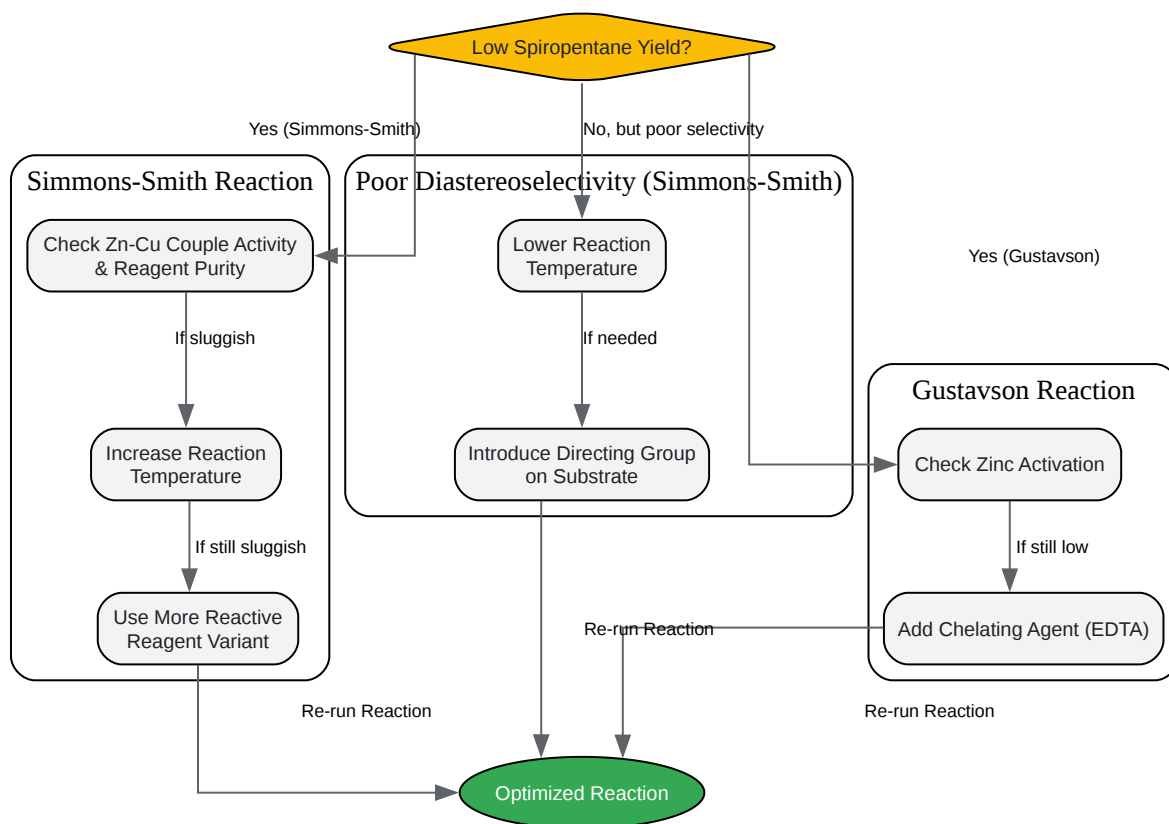 Low Spiropentane Yield?
Yes (Simmons-Smith)
No, but poor selectivity
Simmons-Smith Reaction
Poor Diastereoselectivity (Simmons-Smith)
Check Zn-Cu Couple Activity
& Reagent Purity
Lower Reaction
Temperature
Yes (Gustavson)
If sluggish
If needed
Gustavson Reaction
Increase Reaction
Temperature
Introduce Directing Group
on Substrate
Check Zinc Activation
If still sluggish
If still low
Use More Reactive
Reagent Variant
Re-run Reaction
Add Chelating Agent (EDTA)
Re-run Reaction
Re-run Reaction
Optimized Reaction